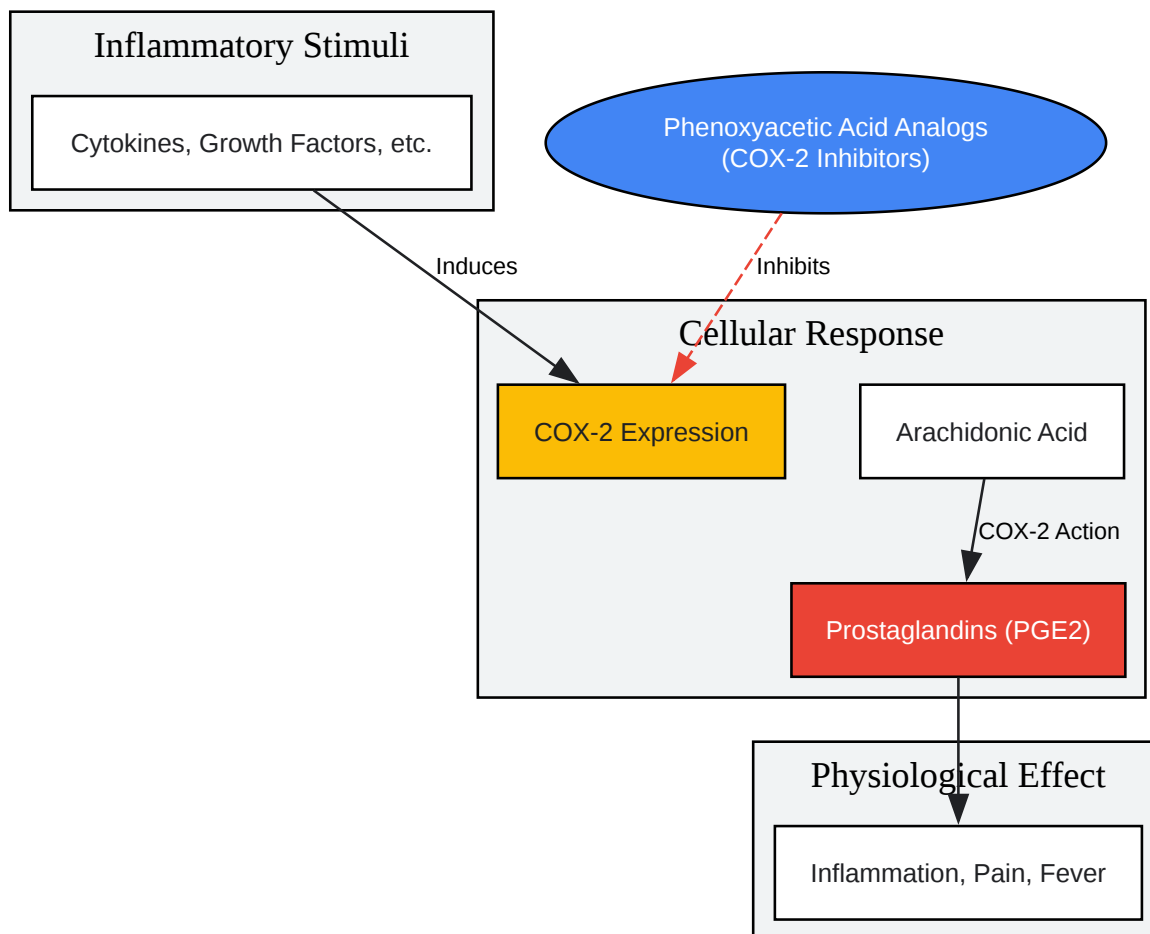 Inflammatory Stimuli
Cytokines, Growth Factors, etc.
Phenoxyacetic Acid Analogs
(COX-2 Inhibitors)
Induces
Inhibits
Cellular Response
COX-2 Expression
Arachidonic Acid
COX-2 Action
Prostaglandins (PGE2)
Physiological Effect
Inflammation, Pain, Fever